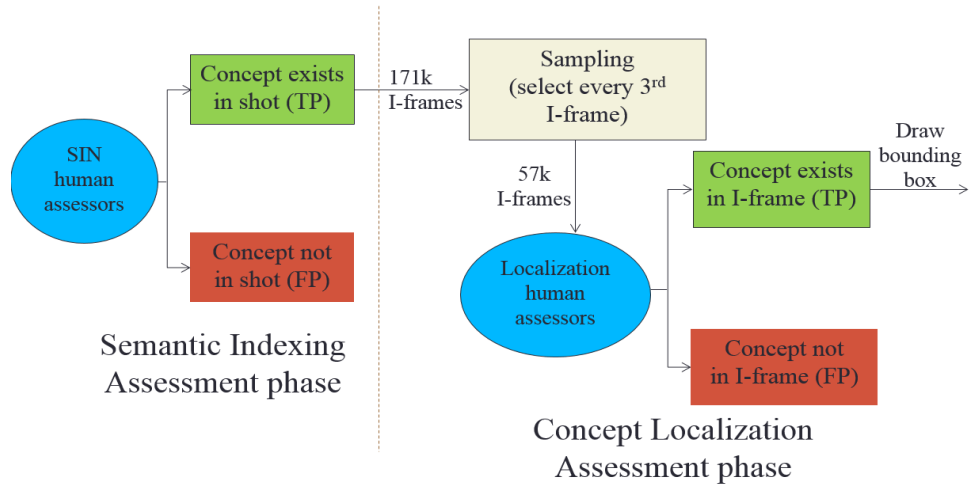 SIN
human
assessors
Concept exists
in shot (TP)
Concept not
in shot (FP)
Semantic Indexing
Assessment phase
171k
I-frames
Sampling
(select every 3rd
I-frame)
57k
I-frames
Localization
human
assessors
Concept exists
in I-frame (TP)
Draw
bounding
box
Concept not
in I-frame (FP)
Concept Localization
Assessment phase